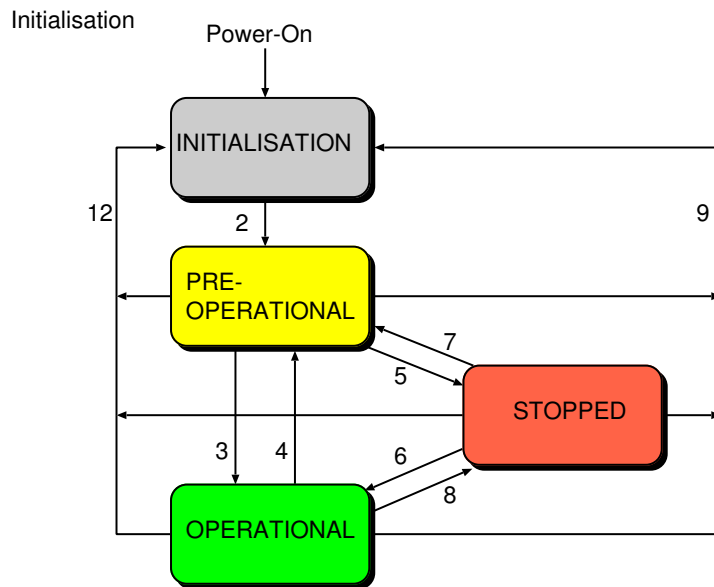 Initialisation
Power-On
INITIALISATION
12
2
9
PRE-
OPERATIONAL
7
5
STOPPED
3
4
6
8
OPERATIONAL